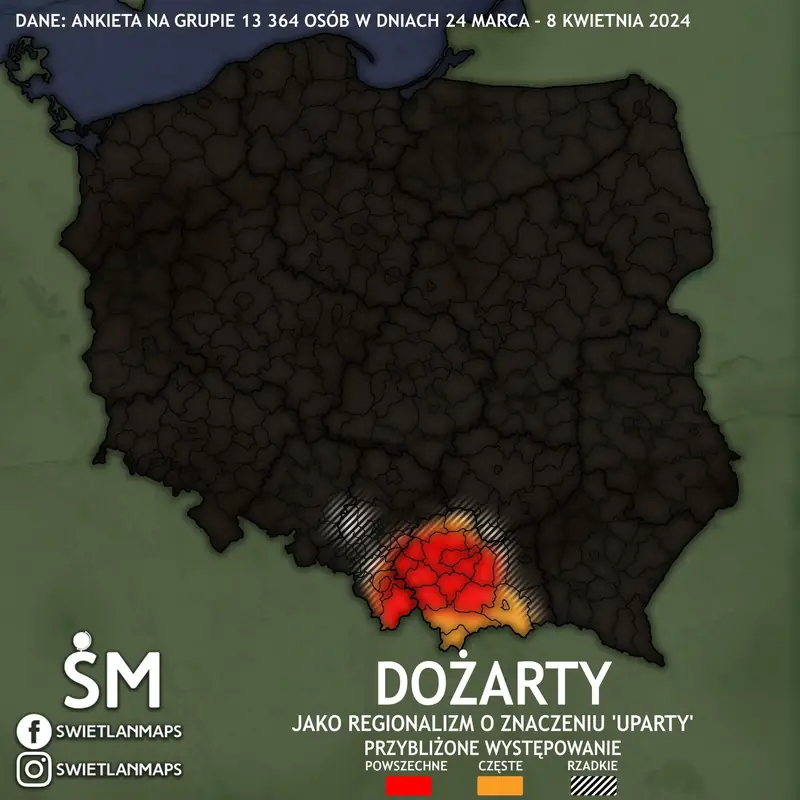 DANE: ANKIETA NA GRUPIE 13 364 OSÓB W DNIACH 24 MARCA - 8 KWIETNIA 2024
ŚM
SWIETLANMAPS
SWIETLANMAPS
DOŻARTY
JAKO REGIONALIZM O ZNACZENIU 'UPARTY'
PRZYBLIŻONE WYSTĘPOWANIE
POWSZECHNE CZĘSTE RZADKIE